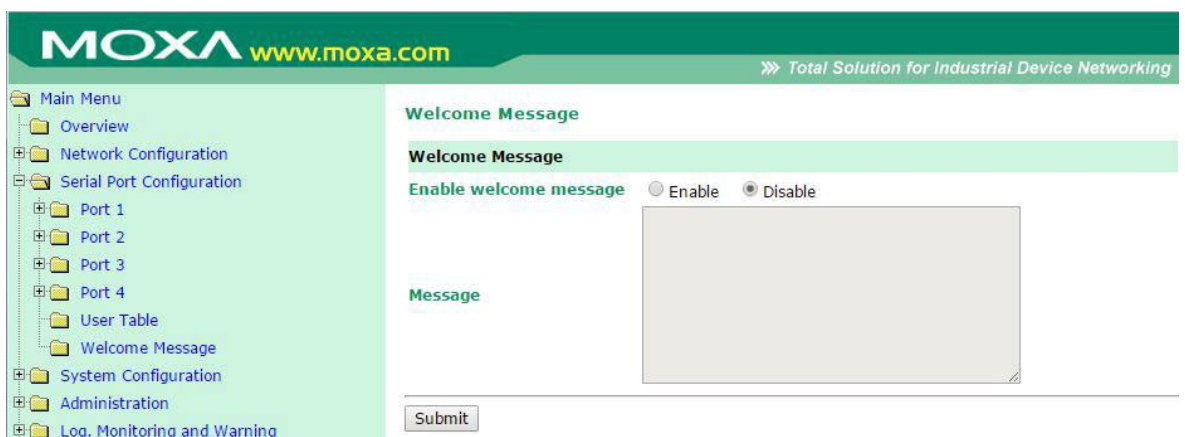 MOXA www.moxa.com
Total Solution for Industrial Device Networking
Main Menu
Overview
Network Configuration
Serial Port Configuration
Port 1
Port 2
Port 3
Port 4
User Table
Welcome Message
System Configuration
Administration
Log, Monitoring and Warning
Welcome Message
Welcome Message
Enable welcome message Enable Disable
Message
Submit